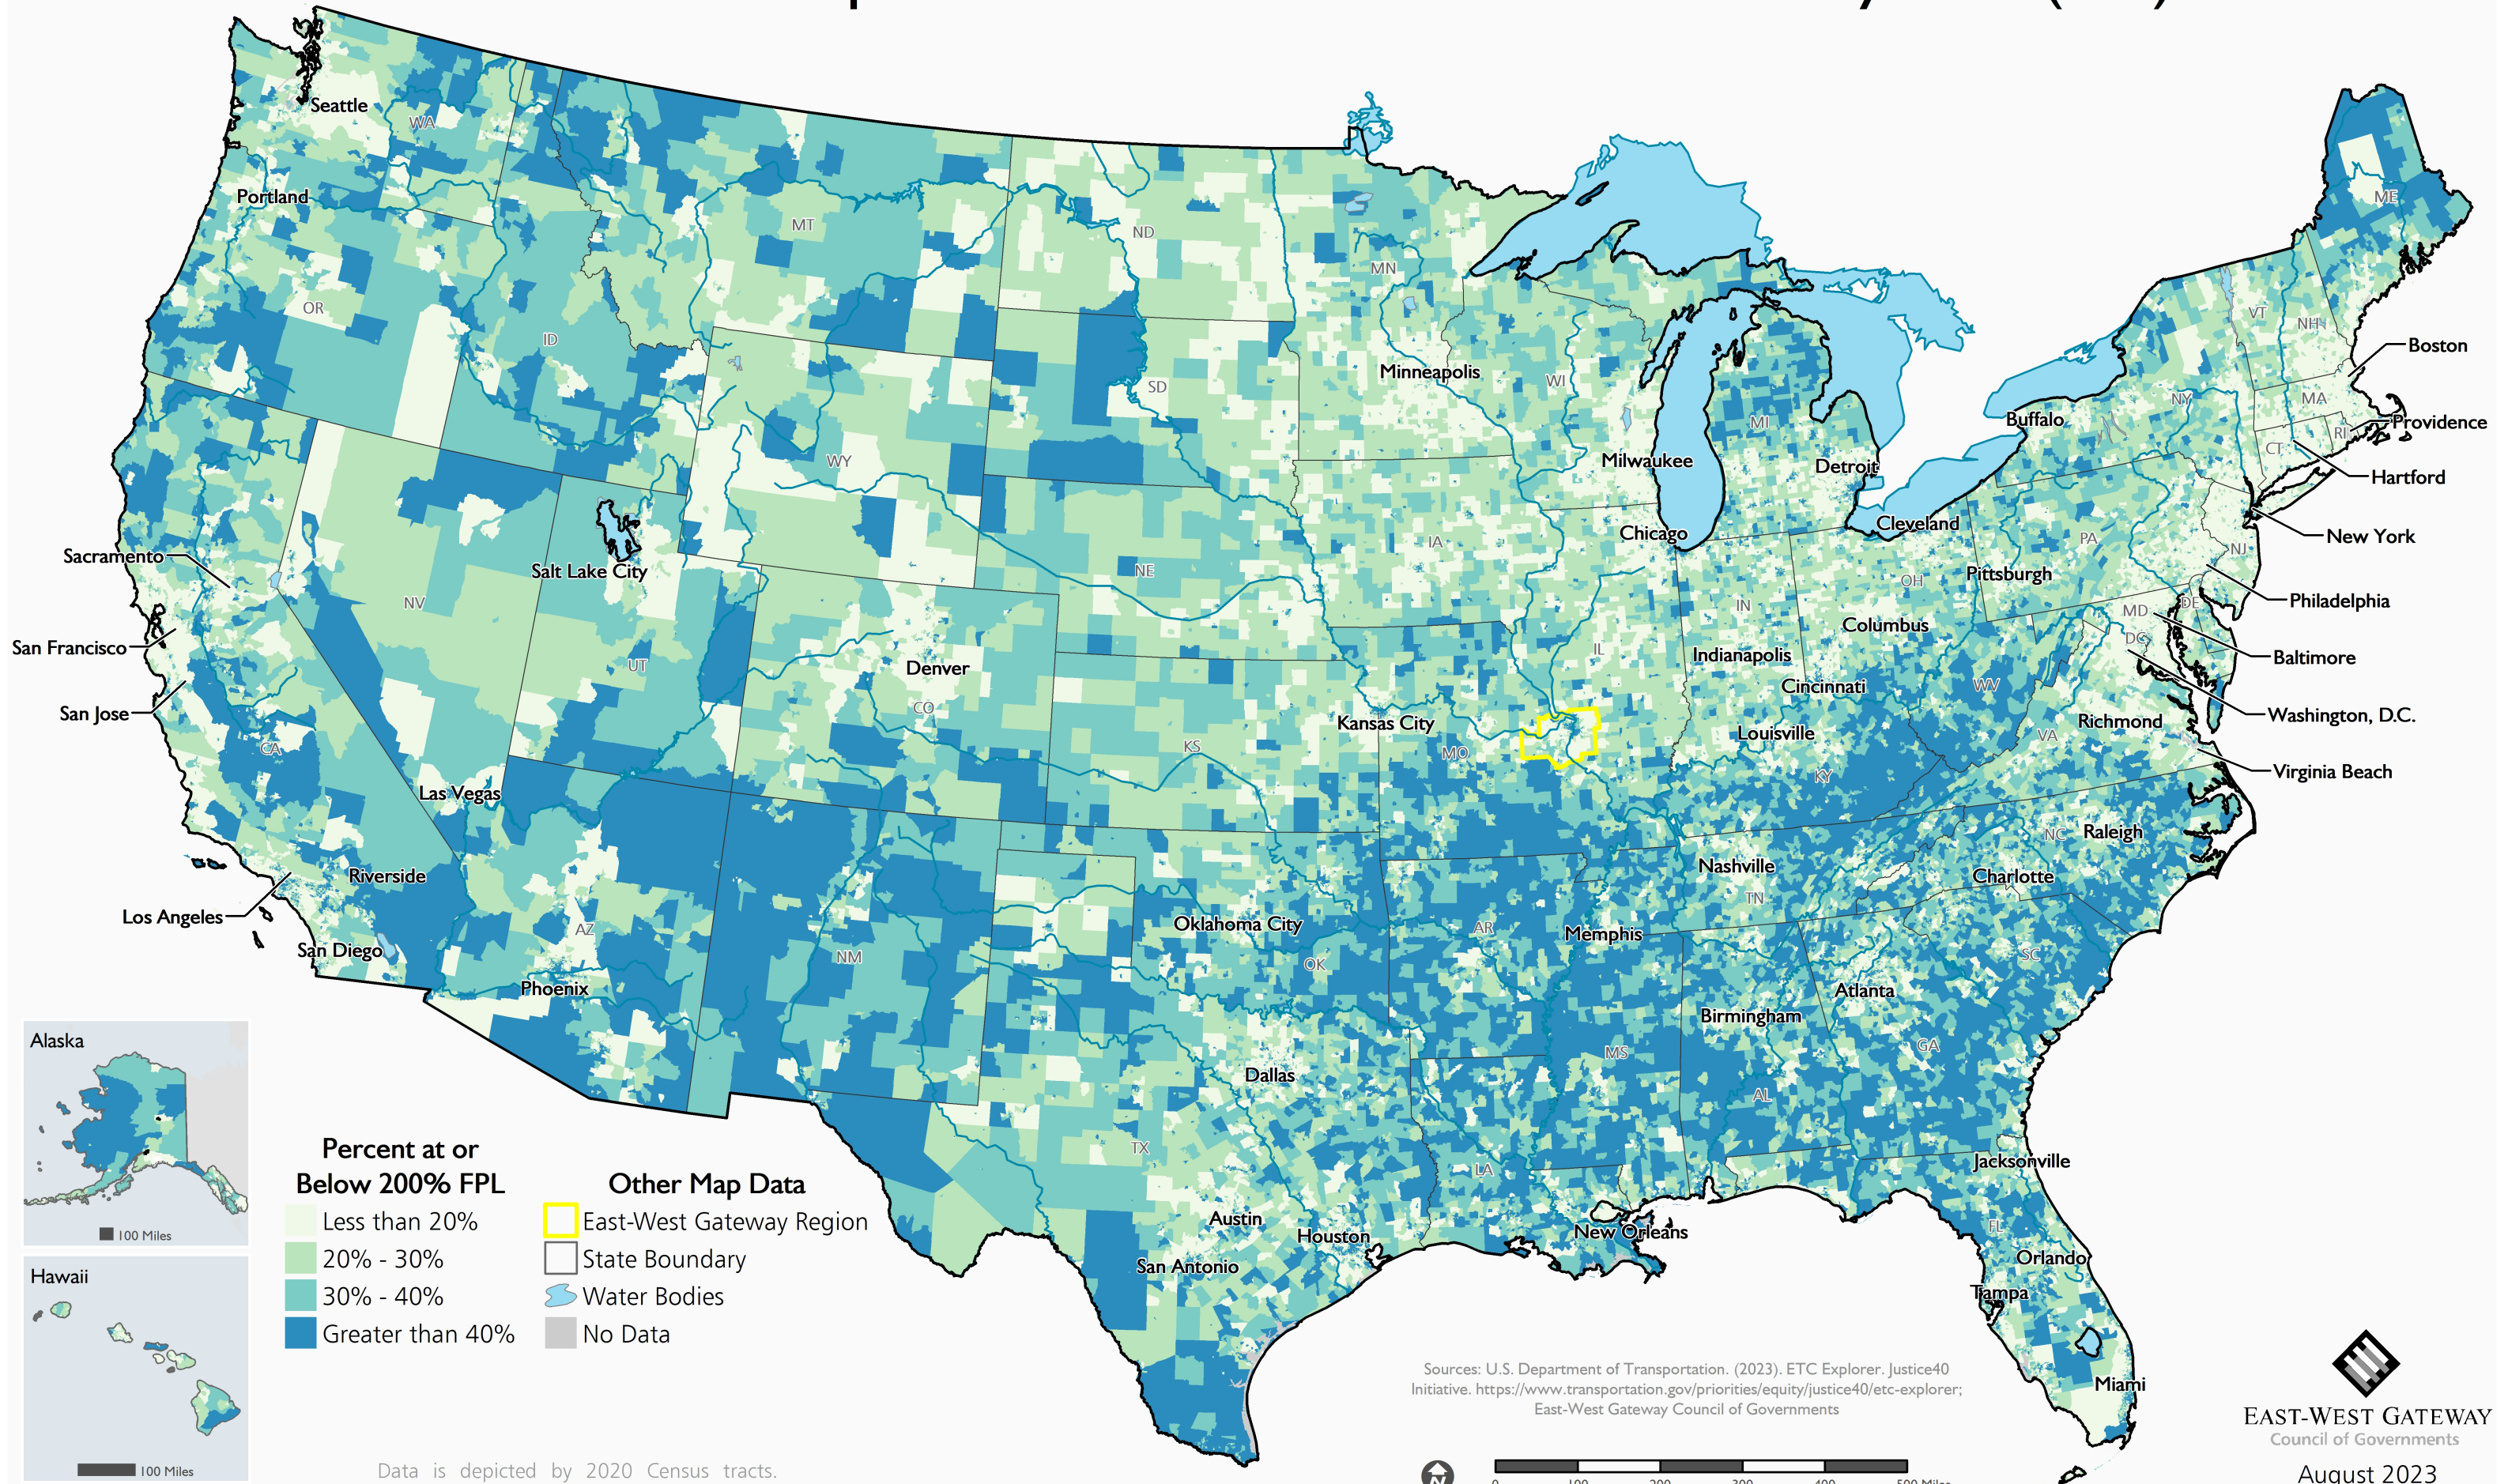 Seattle
WA
Portland
MT
ND
MN
ME
OR
ID
VT
NH
Boston
Minneapolis
WI
SD
MI
NY
MA
Buffalo
Providence
RI
CT
WY
Milwaukee
Detroit
Hartford
Chicago
Cleveland
New York
IA
PA
NJ
Sacramento
Salt Lake City
NE
OH
Pittsburgh
Philadelphia
NV
IN
MD
DE
Columbus
DC
San Francisco
UT
Denver
IL
Indianapolis
Baltimore
Cincinnati
WV
San Jose
CO
Kansas City
Richmond
Washington, D.C.
CA
KS
MO
Louisville
VA
KY
Virginia Beach
Las Vegas
NC
Raleigh
Riverside
Nashville
Charlotte
TN
Los Angeles
AZ
Oklahoma City
AR
Memphis
San Diego
NM
OK
SC
Phoenix
Atlanta
Birmingham
MS
GA
Dallas
AL
TX
LA
Jacksonville
Austin
Houston
New Orleans
FL
San Antonio
Orlando
Tampa
Miami
Alaska
100 Miles
Hawaii
100 Miles
Percent at or
Below 200% FPL
Less than 20%
20% - 30%
30% - 40%
Greater than 40%
Other Map Data
East-West Gateway Region
State Boundary
Water Bodies
No Data
Data is depicted by 2020 Census tracts.
Sources: U.S. Department of Transportation. (2023). ETC Explorer. Justice40
Initiative. https://www.transportation.gov/priorities/equity/justice40/etc-explorer;
East-West Gateway Council of Governments
N
0 100 200 300 400 500 Miles
EAST-WEST GATEWAY
Council of Governments
August 2023